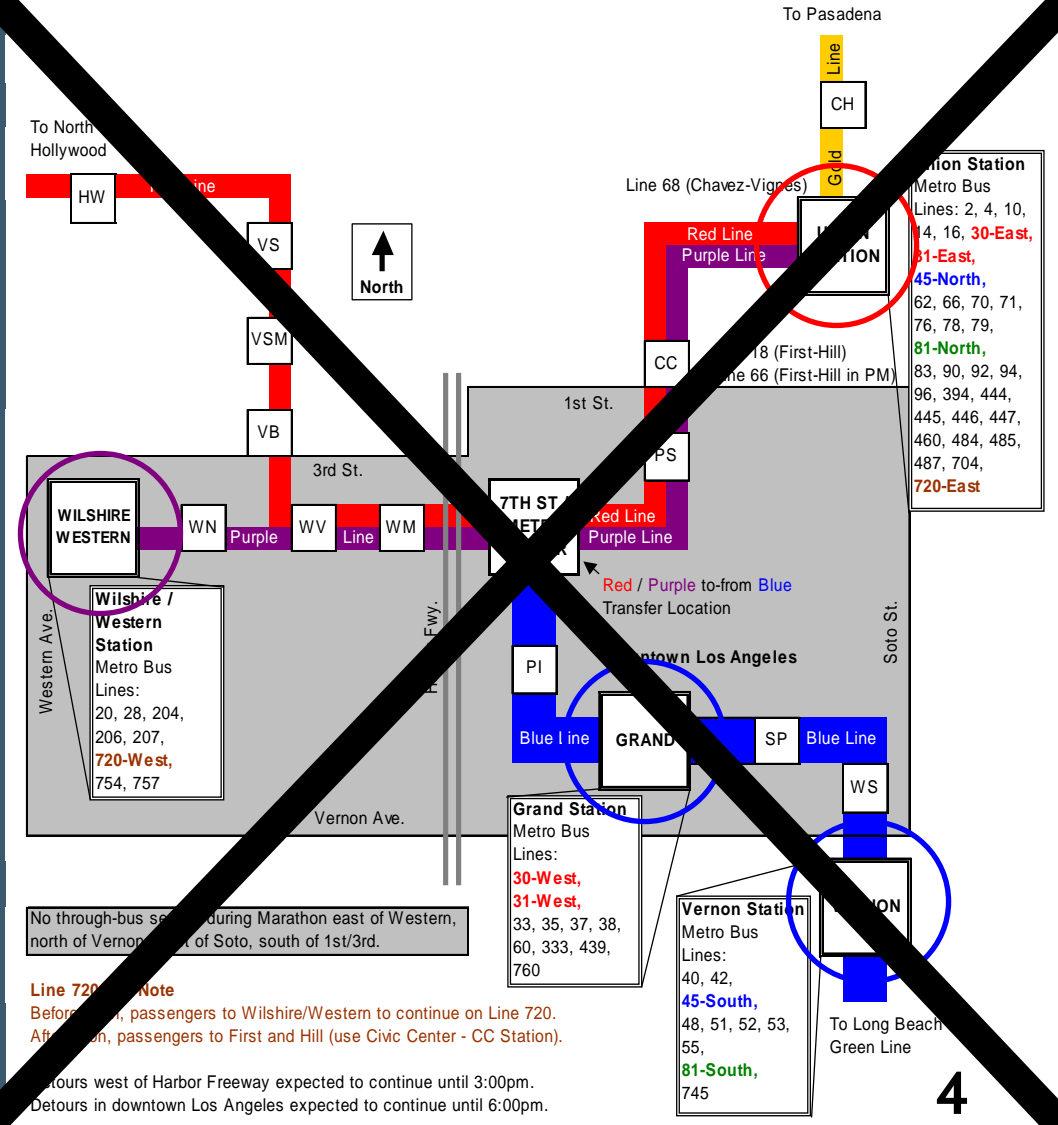 To Pasadena
Line
CH
Gold
To North
Hollywood
HW
Line
VS
North
VSM
VB
Line 68 (Chavez-Vignes)
Red Line
Purple Line
Union Station
Metro Bus
Lines: 2, 4, 10,
14, 16, 30-East,
31-East,
45-North,
62, 66, 70, 71,
76, 78, 79,
81-North,
83, 90, 92, 94,
96, 394, 444,
445, 446, 447,
460, 484, 485,
487, 704,
720-East
CC
18 (First-Hill)
66 (First-Hill in PM)
1st St.
PS
3rd St.
WILSHIRE
WESTERN
WN
Purple
WV
Line
WM
7TH ST
Red Line
Purple Line
Red / Purple to-from Blue
Transfer Location
Wilshire /
Western
Station
Metro Bus
Lines:
20, 28, 204,
206, 207,
720-West,
754, 757
Western Ave.
Fwy.
Soto St.
PI
Los Angeles
Blue Line
GRAND
SP
Blue Line
WS
Vernon Ave.
Grand Station
Metro Bus
Lines:
30-West,
31-West,
33, 35, 37, 38,
60, 333, 439,
760
Vernon Station
Metro Bus
Lines:
40, 42,
45-South,
48, 51, 52, 53,
55,
81-South,
745
To Long Beach
Green Line
No through-bus during Marathon east of Western,
north of Vernon, of Soto, south of 1st/3rd.
Line 720 Note
passengers to Wilshire/Western to continue on Line 720.
passengers to First and Hill (use Civic Center - CC Station).
Detours west of Harbor Freeway expected to continue until 3:00pm.
Detours in downtown Los Angeles expected to continue until 6:00pm.
4